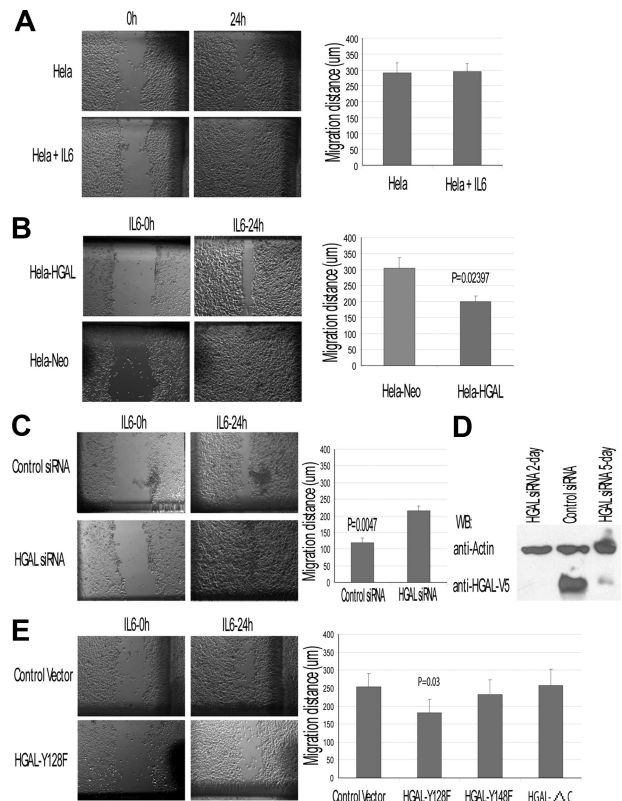 A
0h
24h
Hela
Hela + IL6
Migration distance (um)
400
350
300
250
200
150
100
50
0
Hela
Hela + IL6
B
IL6-0h
IL6-24h
Hela-HGAL
Hela-Neo
Migration distance (um)
400
350
300
250
200
150
100
50
0
P=0.02397
Hela-Neo
Hela-HGAL
C
IL6-0h
IL6-24h
Control siRNA
HGAL siRNA
Migration distance (um)
400
350
300
250
200
150
100
50
0
P=0.0047
Control siRNA
HGAL siRNA
D
HGAL siRNA 2-day
Control siRNA
HGAL siRNA 5-day
WB:
anti-Actin
anti-HGAL-V5
E
IL6-0h
IL6-24h
Control Vector
HGAL-Y128F
Migration distance (um)
400
350
300
250
200
150
100
50
0
P=0.03
Control Vector
HGAL-Y128F
HGAL-Y148F
HGAL-△C